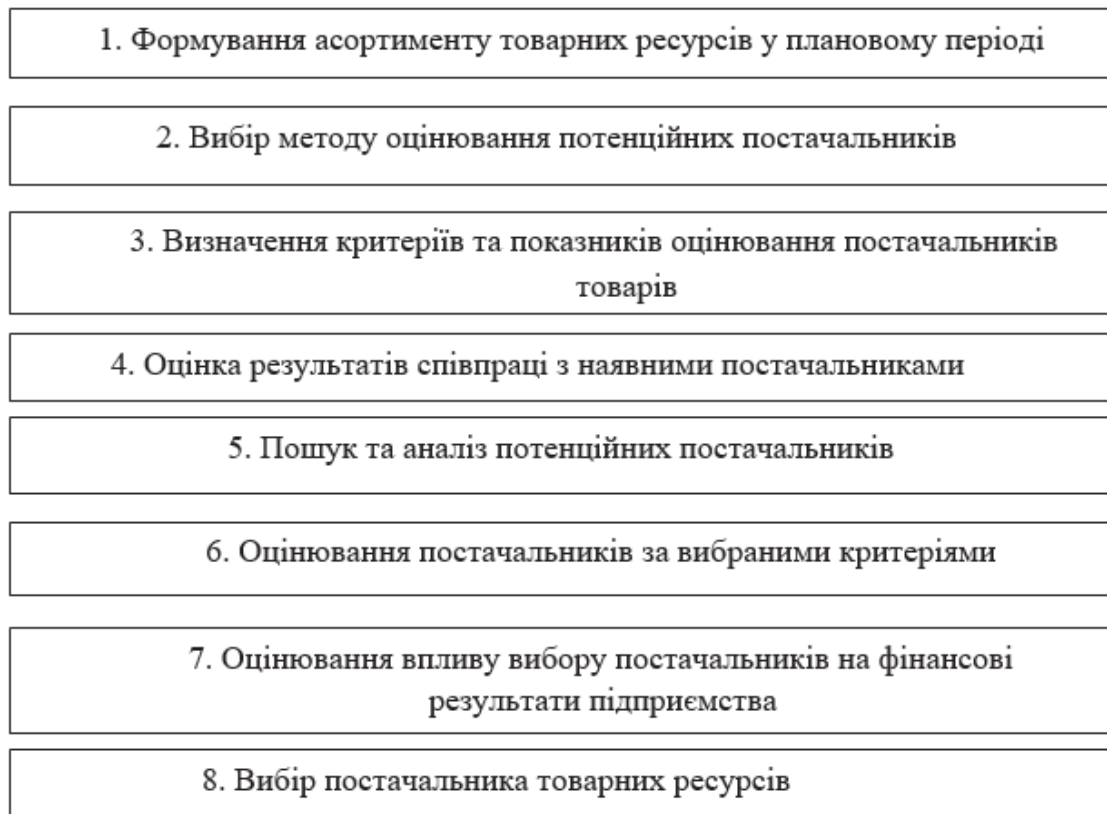 1. Формування асортименту товарних ресурсів у плановому періоді
2. Вибір методу оцінювання потенційних постачальників
3. Визначення критеріїв та показників оцінювання постачальників
товарів
4. Оцінка результатів співпраці з наявними постачальниками
5. Пошук та аналіз потенційних постачальників
6. Оцінювання постачальників за вибраними критеріями
7. Оцінювання впливу вибору постачальників на фінансові
результати підприємства
8. Вибір постачальника товарних ресурсів